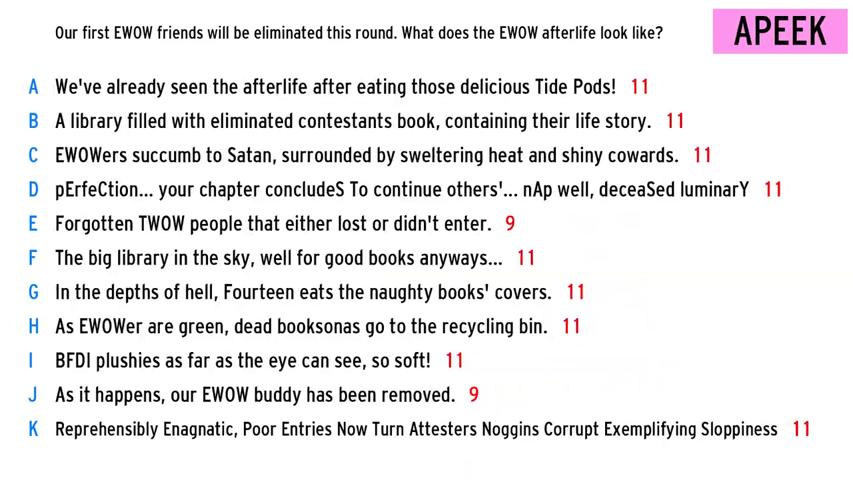 Our first EWOW friends will be eliminated this round. What does the EWOW afterlife look like?
APEEK
A We've already seen the afterlife after eating those delicious Tide Pods! 11
B A library filled with eliminated contestants book, containing their life story. 11
C EWOWers succumb to Satan, surrounded by sweltering heat and shiny cowards. 11
D pErfeCtion... your chapter concludeS To continue others'... nAp well, deceaSed luminarY 11
E Forgotten TWOW people that either lost or didn't enter. 9
F The big library in the sky, well for good books anyways... 11
G In the depths of hell, Fourteen eats the naughty books' covers. 11
H As EWOWer are green, dead booksonas go to the recycling bin. 11
I BFDI plushies as far as the eye can see, so soft! 11
J As it happens, our EWOW buddy has been removed. 9
K Reprehensibly Enagnatic, Poor Entries Now Turn Attesters Noggins Corrupt Exemplifying Sloppiness 11